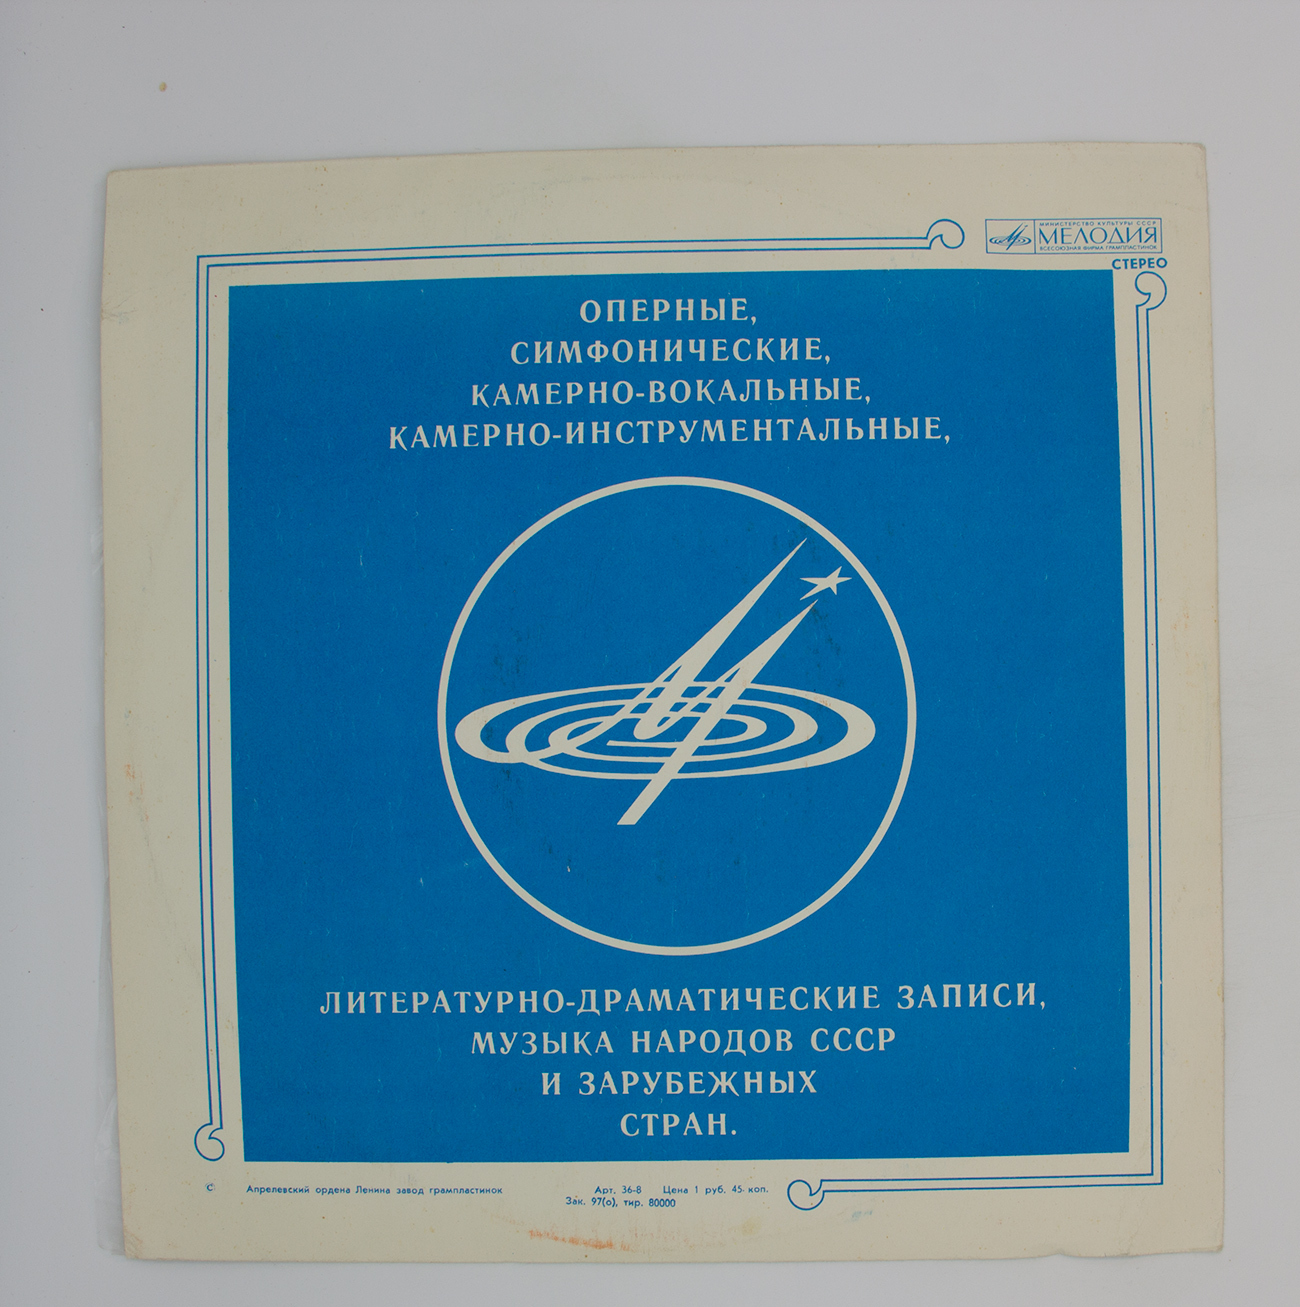 МИНИСТЕРСТВО КУЛЬТУРЫ СССР
МЕЛОДИЯ
ВСЕСОЮЗНАЯ ФИРМА ГРАМПЛАСТИНОК
СТЕРЕО
ОПЕРНЫЕ,
СИМФОНИЧЕСКИЕ,
КАМЕРНО-ВОКАЛЬНЫЕ,
КАМЕРНО-ИНСТРУМЕНТАЛЬНЫЕ,
ЛИТЕРАТУРНО-ДРАМАТИЧЕСКИЕ ЗАПИСИ,
МУЗЫКА НАРОДОВ СССР
И ЗАРУБЕЖНЫХ
СТРАН.
С Апрелевский ордена Ленина завод грампластинок Арт. 36-8 Цена 1 руб. 45 коп.
Зак. 97(о), тир. 80000